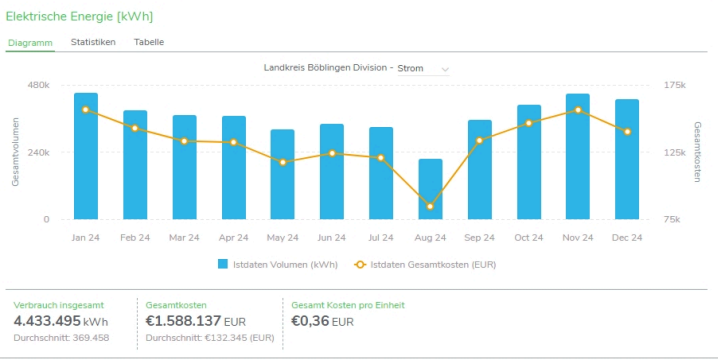 Elektrische Energie [kWh]
Diagramm Statistiken Tabelle
Landkreis Böblingen Division - Strom
480k 175k
240k 125k
0 75k
Gesamtvolumen
Gesamtkosten
Jan 24 Feb 24 Mar 24 Apr 24 May 24 Jun 24 Jul 24 Aug 24 Sep 24 Oct 24 Nov 24 Dec 24
Istdaten Volumen (kWh) Istdaten Gesamtkosten (EUR)
Verbrauch insgesamt Gesamtkosten Gesamt Kosten pro Einheit
4.433.495 kWh €1.588.137 EUR €0,36 EUR
Durchschnitt: 369.458 Durchschnitt: €132.345 (EUR)